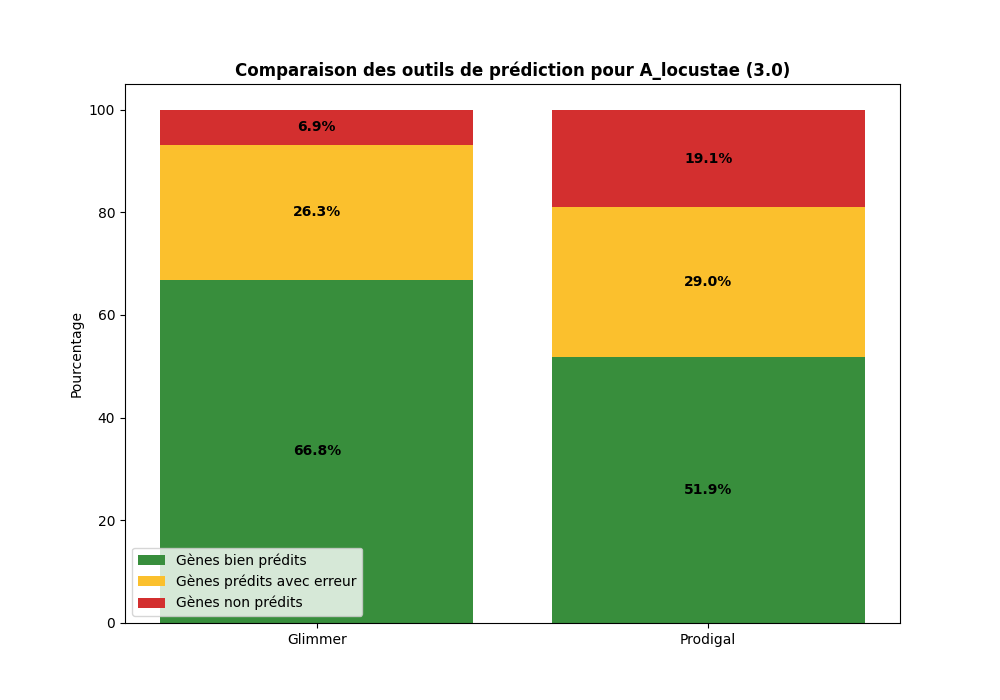 Comparaison des outils de prédiction pour A_locustae (3.0)
100
80
60
40
20
0
Pourcentage
6.9%
26.3%
66.8%
19.1%
29.0%
51.9%
Gènes bien prédits
Gènes prédits avec erreur
Gènes non prédits
Glimmer
Prodigal